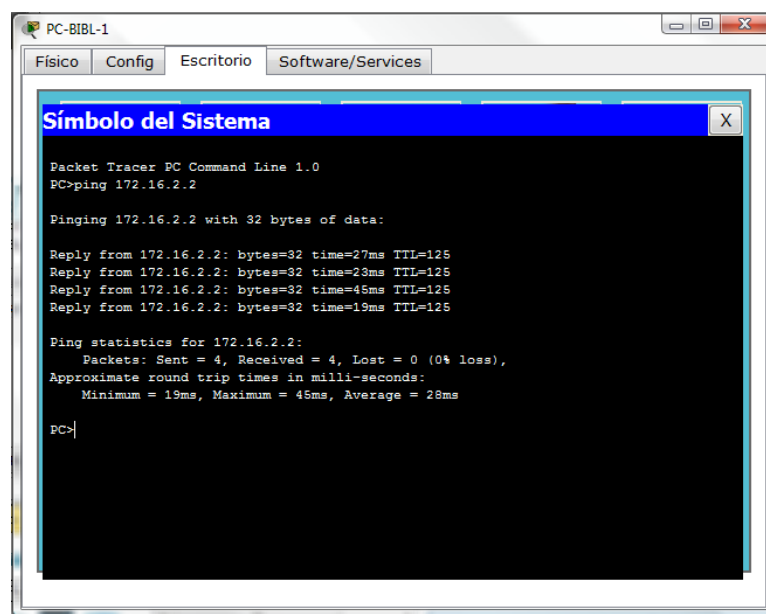 PC-BIBL-1
Físico Config Escritorio Software/Services
Símbolo del Sistema X
Packet Tracer PC Command Line 1.0
PC>ping 172.16.2.2
Pinging 172.16.2.2 with 32 bytes of data:
Reply from 172.16.2.2: bytes=32 time=27ms TTL=125
Reply from 172.16.2.2: bytes=32 time=23ms TTL=125
Reply from 172.16.2.2: bytes=32 time=45ms TTL=125
Reply from 172.16.2.2: bytes=32 time=19ms TTL=125
Ping statistics for 172.16.2.2:
Packets: Sent = 4, Received = 4, Lost = 0 (0% loss),
Approximate round trip times in milli-seconds:
Minimum = 19ms, Maximum = 45ms, Average = 28ms
PC>